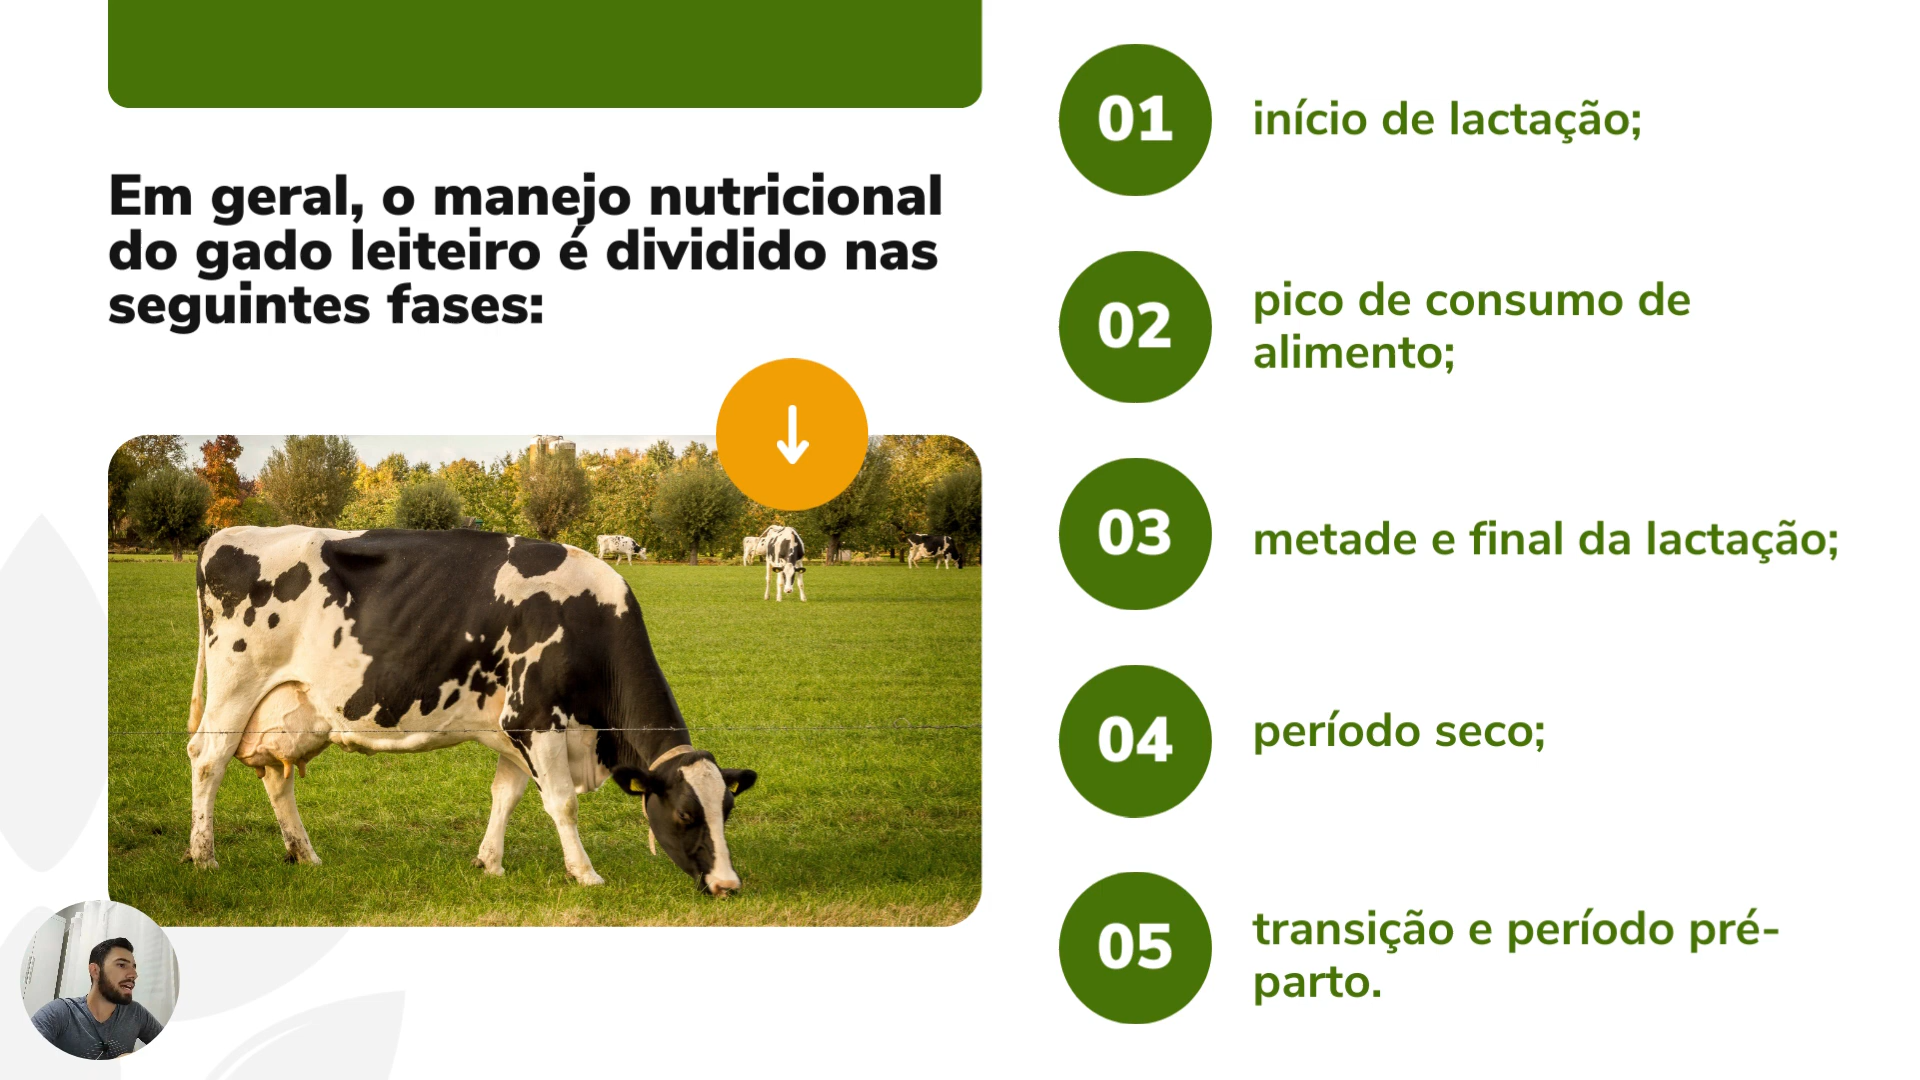 Em geral, o manejo nutricional
do gado leiteiro é dividido nas
seguintes fases:
01
início de lactação;
02
pico de consumo de
alimento;
03
metade e final da lactação;
04
período seco;
05
transição e período pré-
parto.